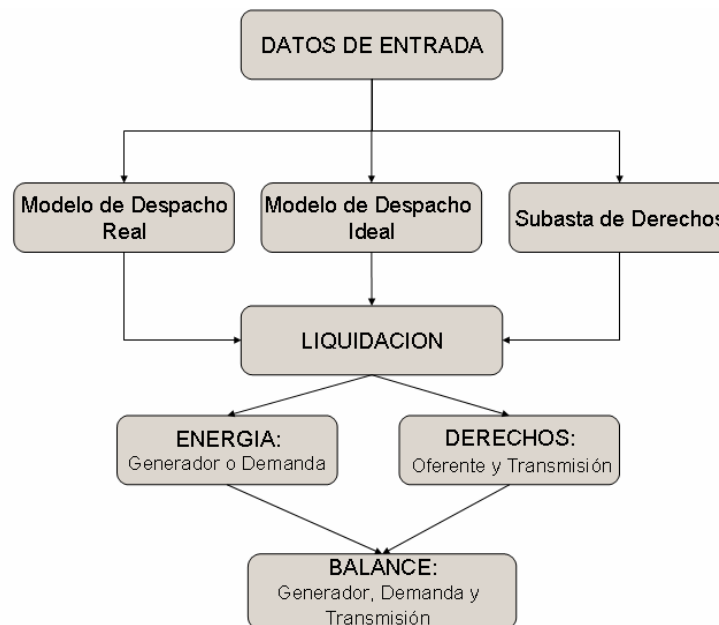 DATOS DE ENTRADA
Modelo de Despacho
Real
Modelo de Despacho
Ideal
Subasta de Derechos
LIQUIDACION
ENERGIA:
Generador o Demanda
DERECHOS:
Oferente y Transmisión
BALANCE:
Generador, Demanda y
Transmisión